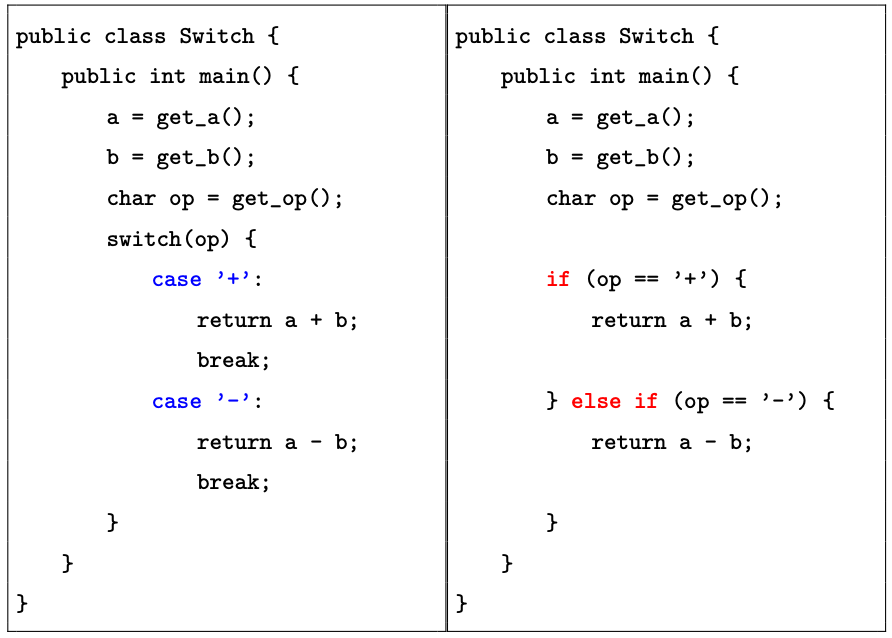 public class Switch {
    public int main() {
        a = get_a();
        b = get_b();
        char op = get_op();
        switch(op) {
            case ’+’:
                return a + b;
                break;
            case ’-’:
                return a - b;
                break;
        }
    }
}
public class Switch {
    public int main() {
        a = get_a();
        b = get_b();
        char op = get_op();
        if (op == ’+’) {
            return a + b;
        } else if (op == ’-’) {
            return a - b;
        }
    }
}